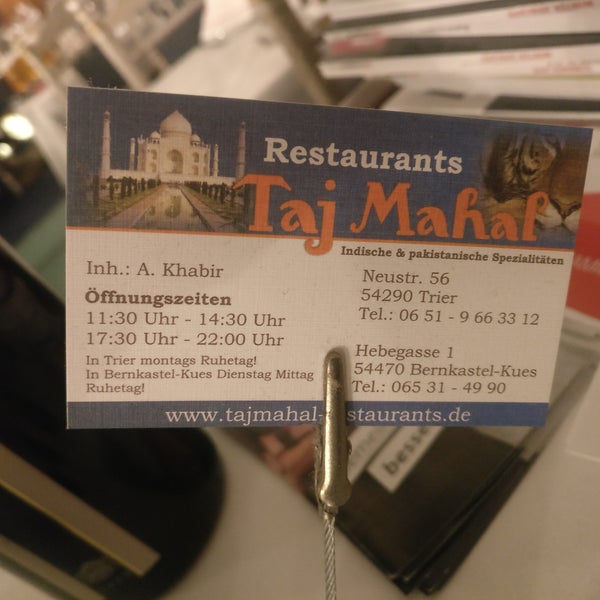 Restaurants
Taj Mahal
Indische & pakistanische Spezialitäten
Inh.: A. Khabir
Öffnungszeiten
11:30 Uhr - 14:30 Uhr
17:30 Uhr - 22:00 Uhr
In Trier montags Ruhetag!
In Bernkastel-Kues Dienstag Mittag
Ruhetag!
Neustr. 56
54290 Trier
Tel.: 06 51 - 9 66 33 12
Hebegasse 1
54470 Bernkastel-Kues
Tel.: 065 31 - 49 90
www.tajmahal-restaurants.de